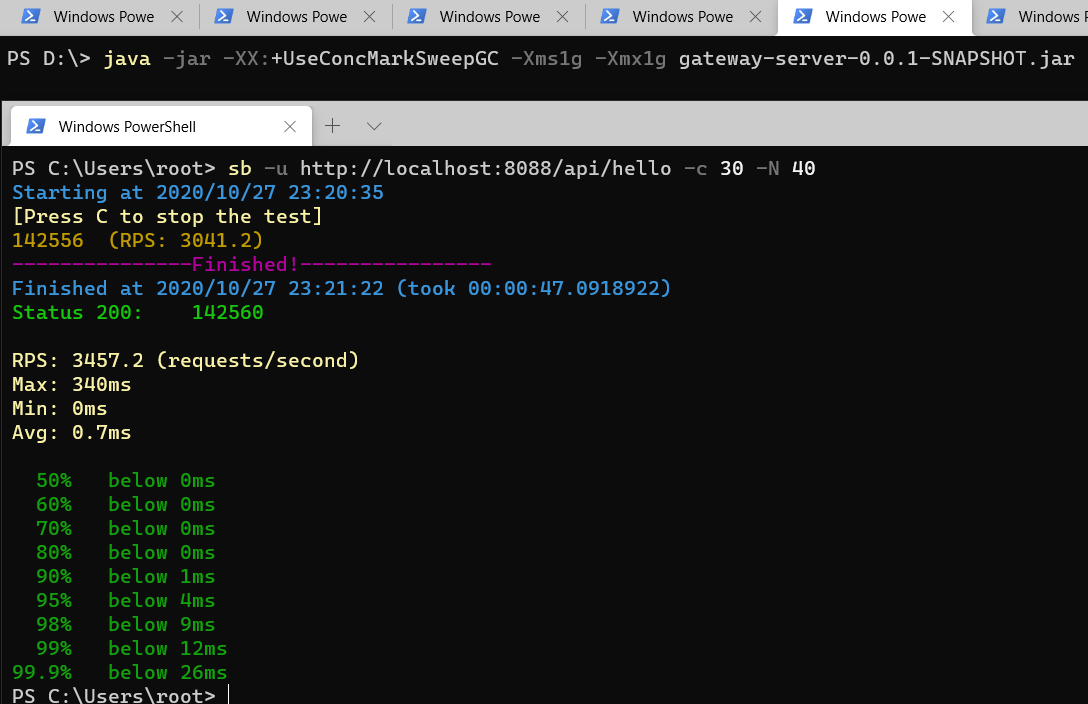 Windows Powe Windows Powe Windows Powe Windows Powe Windows Powe Windows
PS D:\> java -jar -XX:+UseConcMarkSweepGC -Xms1g -Xmx1g gateway-server-0.0.1-SNAPSHOT.jar
Windows PowerShell
PS C:\Users\root> sb -u http://localhost:8088/api/hello -c 30 -N 40
Starting at 2020/10/27 23:20:35
[Press C to stop the test]
142556  (RPS: 3041.2)
---------------Finished!----------------
Finished at 2020/10/27 23:21:22 (took 00:00:47.0918922)
Status 200:    142560
RPS: 3457.2 (requests/second)
Max: 340ms
Min: 0ms
Avg: 0.7ms
50%   below 0ms
60%   below 0ms
70%   below 0ms
80%   below 0ms
90%   below 1ms
95%   below 4ms
98%   below 9ms
99%   below 12ms
99.9%   below 26ms
PS C:\Users\root>